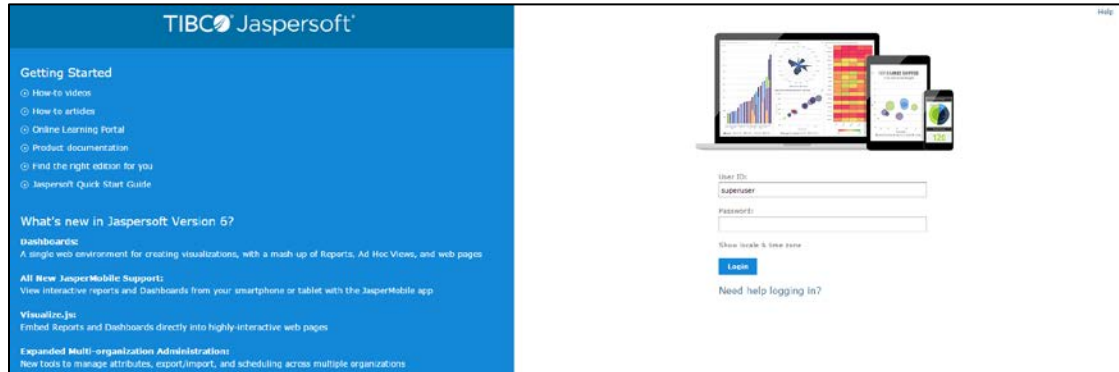 TIBCO Jaspersoft
Help
Getting Started
How-to videos
How-to articles
Online Learning Portal
Product documentation
Find the right edition for you
Jaspersoft Quick Start Guide
What's new in Jaspersoft Version 6?
Dashboards:
A single web environment for creating visualizations, with a mash-up of Reports, Ad Hoc Views, and web pages
All New JasperMobile Support:
View interactive reports and Dashboards from your smartphone or tablet with the JasperMobile app
Visualize.js:
Embed Reports and Dashboards directly into highly-interactive web pages
Expanded Multi-organization Administration:
New tools to manage attributes, export/import, and scheduling across multiple organizations
User ID:
superuser
Password:
Show locale & time zone
Login
Need help logging in?